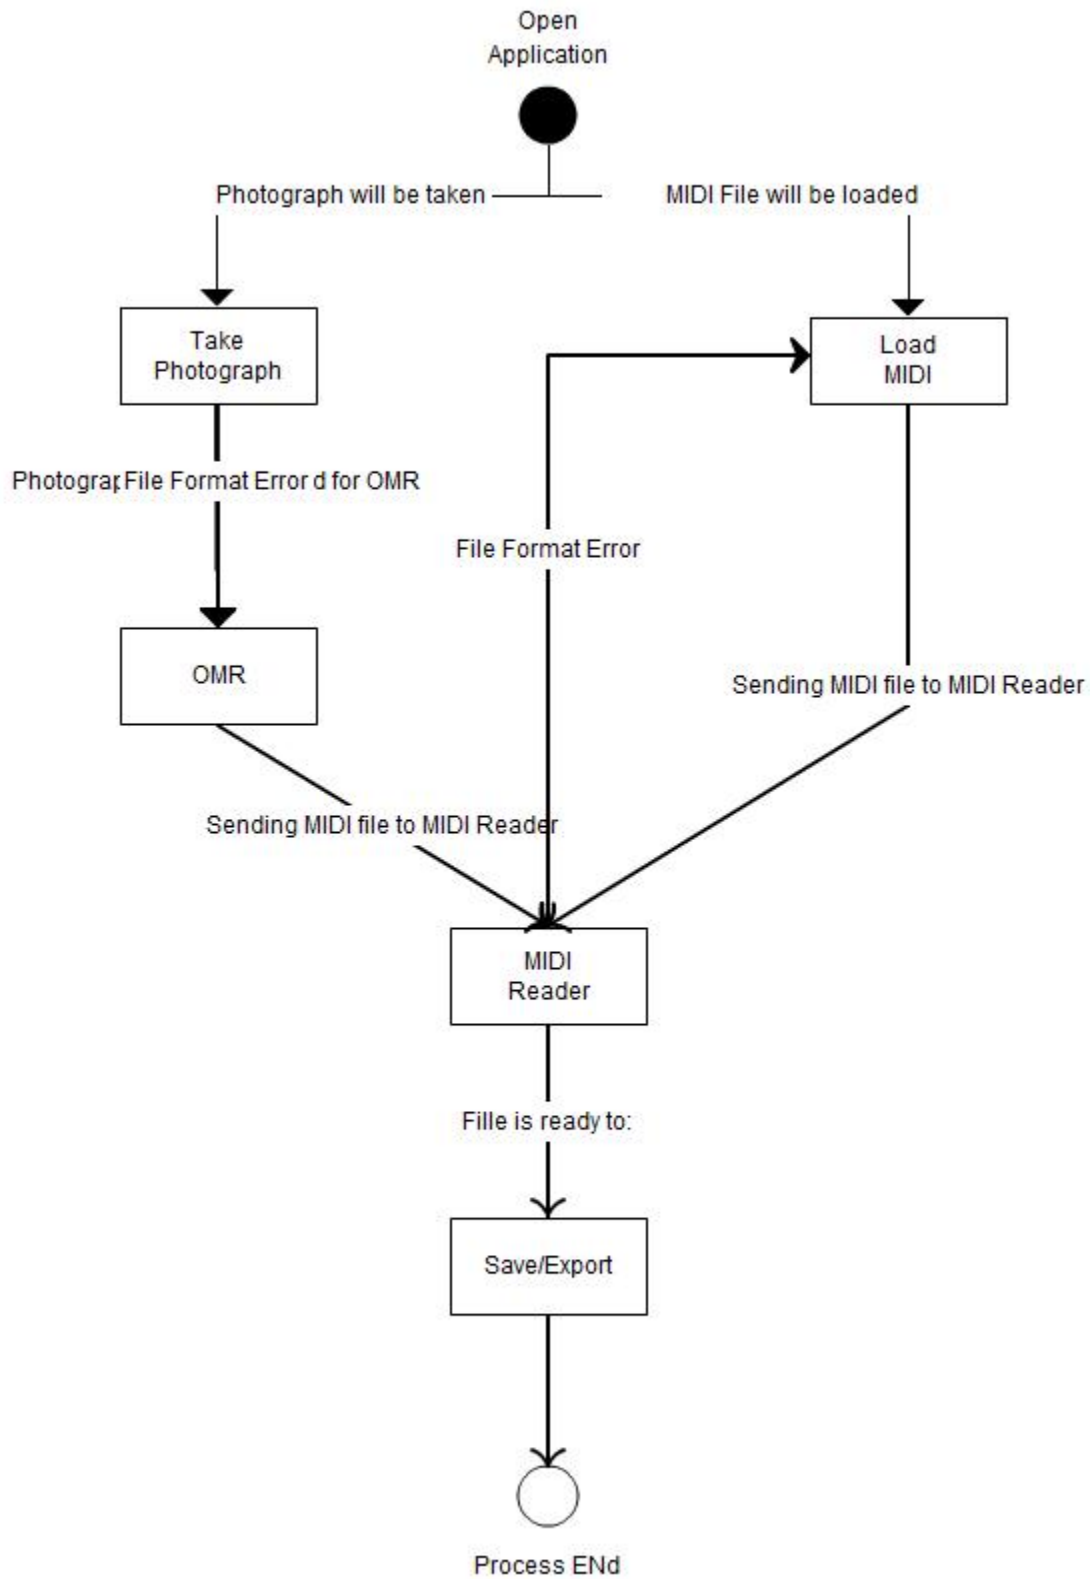 Open
Application
Photograph will be taken
MIDI File will be loaded
Take
Photograph
Load
MIDI
File Format Error
d for OMR
File Format Error
OMR
Sending MIDI file to MIDI Reader
Sending MIDI file to MIDI Reader
MIDI
Reader
Fille is ready to:
Save/Export
Process ENd